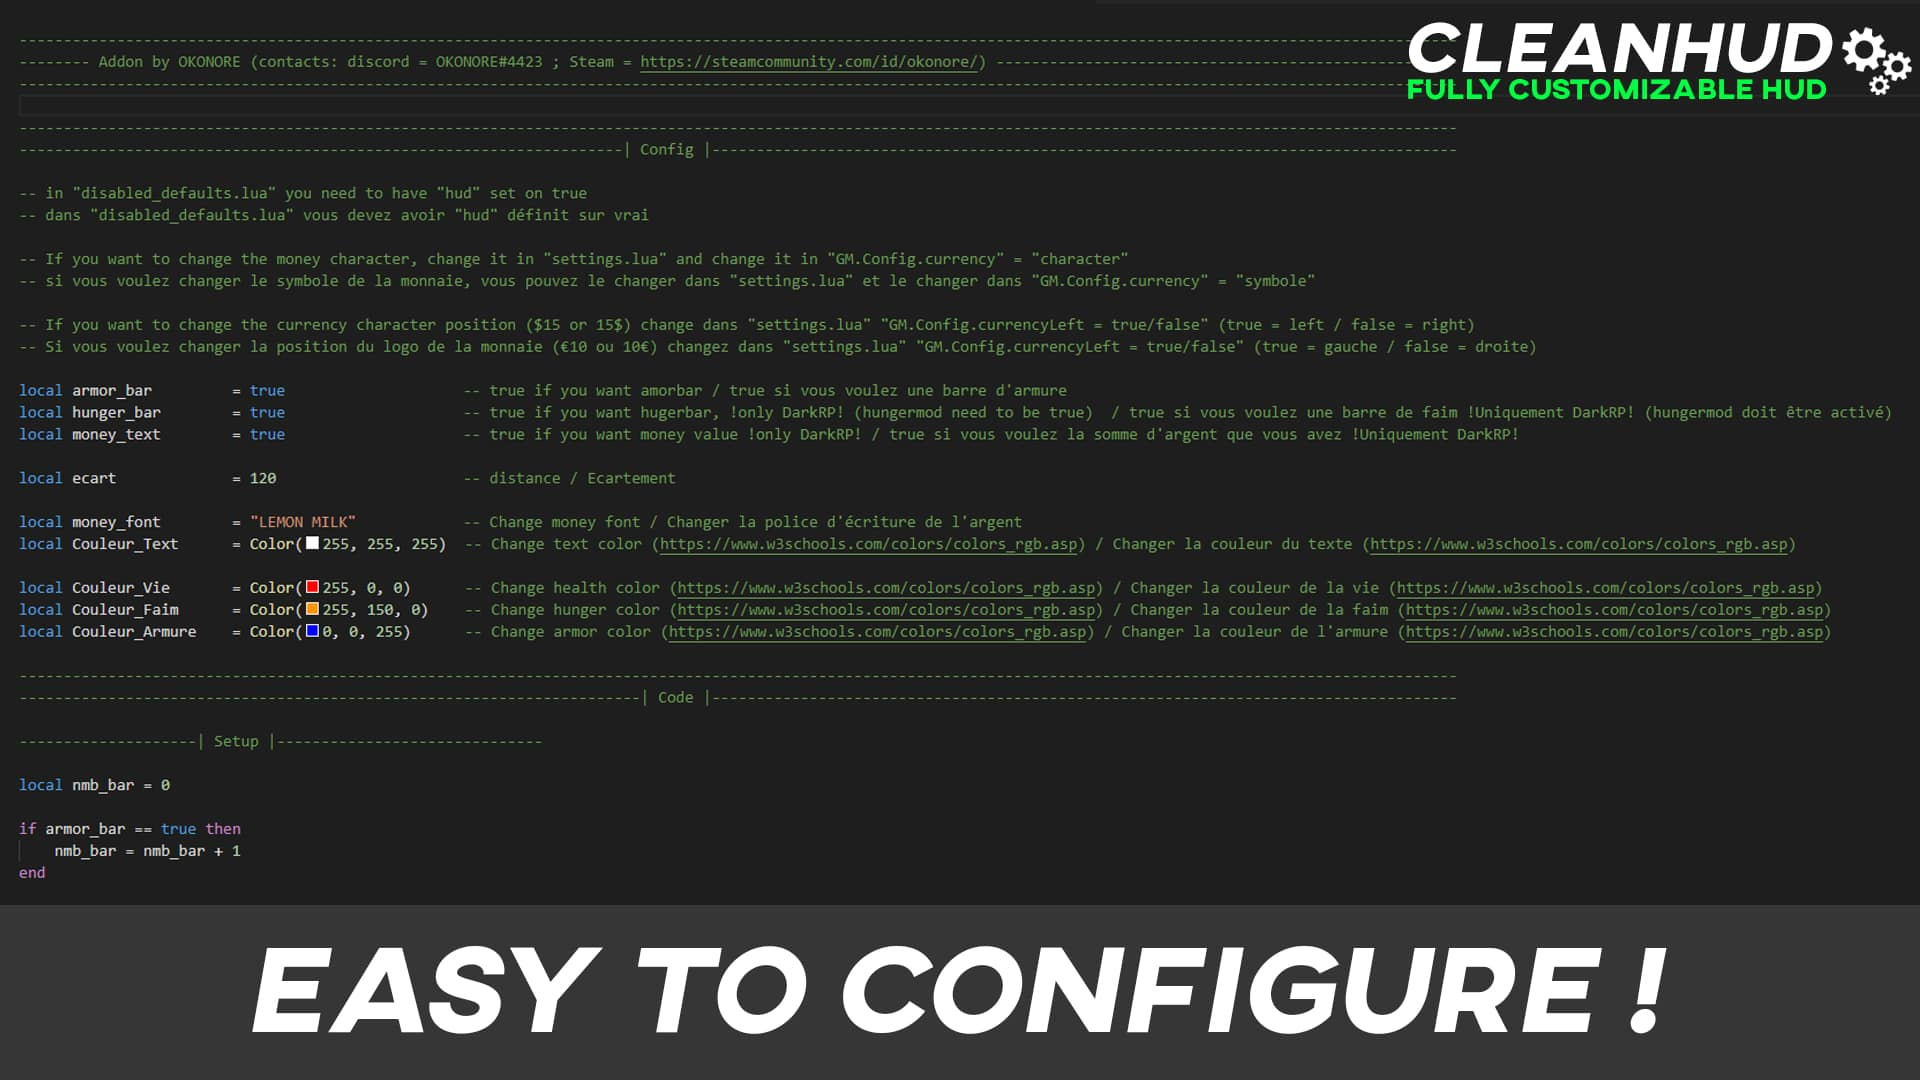 CLEANHUD
FULLY CUSTOMIZABLE HUD
--------------------------------------------------------------------------------
-------- Addon by OKONORE (contacts: discord = OKONORE#4423 ; Steam = https://steamcommunity.com/id/okonore/) ----------------------------------------------
--------------------------------------------------------------------------------
--------------------------------------------------------------------------------
--------------------------------------------------------------------| Config |------------------------------------------------------------------------------------
-- in "disabled_defaults.lua" you need to have "hud" set on true
-- dans "disabled_defaults.lua" vous devez avoir "hud" définit sur vrai
-- If you want to change the money character, change it in "settings.lua" and change it in "GM.Config.currency" = "character"
-- si vous voulez changer le symbole de la monnaie, vous pouvez le changer dans "settings.lua" et le changer dans "GM.Config.currency" = "symbole"
-- If you want to change the currency character position ($15 or 15$) change dans "settings.lua" "GM.Config.currencyLeft = true/false" (true = left / false = right)
-- Si vous voulez changer la position du logo de la monnaie (€10 ou 10€) changez dans "settings.lua" "GM.Config.currencyLeft = true/false" (true = gauche / false = droite)
local armor_bar = true -- true if you want amorbar / true si vous voulez une barre d'armure
local hunger_bar = true -- true if you want hugerbar, !only DarkRP! (hungermod need to be true) / true si vous voulez une barre de faim !Uniquement DarkRP! (hungermod doit être activé)
local money_text = true -- true if you want money value !only DarkRP! / true si vous voulez la somme d'argent que vous avez !Uniquement DarkRP!
local ecart = 120 -- distance / Ecartement
local money_font = "LEMON MILK" -- Change money font / Changer la police d'écriture de l'argent
local Couleur_Text = Color(255, 255, 255) -- Change text color (https://www.w3schools.com/colors/colors_rgb.asp) / Changer la couleur du texte (https://www.w3schools.com/colors/colors_rgb.asp)
local Couleur_Vie = Color(255, 0, 0) -- Change health color (https://www.w3schools.com/colors/colors_rgb.asp) / Changer la couleur de la vie (https://www.w3schools.com/colors/colors_rgb.asp)
local Couleur_Faim = Color(255, 150, 0) -- Change hunger color (https://www.w3schools.com/colors/colors_rgb.asp) / Changer la couleur de la faim (https://www.w3schools.com/colors/colors_rgb.asp)
local Couleur_Armure = Color(0, 0, 255) -- Change armor color (https://www.w3schools.com/colors/colors_rgb.asp) / Changer la couleur de l'armure (https://www.w3schools.com/colors/colors_rgb.asp)
--------------------------------------------------------------------------------
----------------------------------------------------------------------| Code |------------------------------------------------------------------------------------
--------------------| Setup |------------------------------
local nmb_bar = 0
if armor_bar == true then
nmb_bar = nmb_bar + 1
end
EASY TO CONFIGURE !